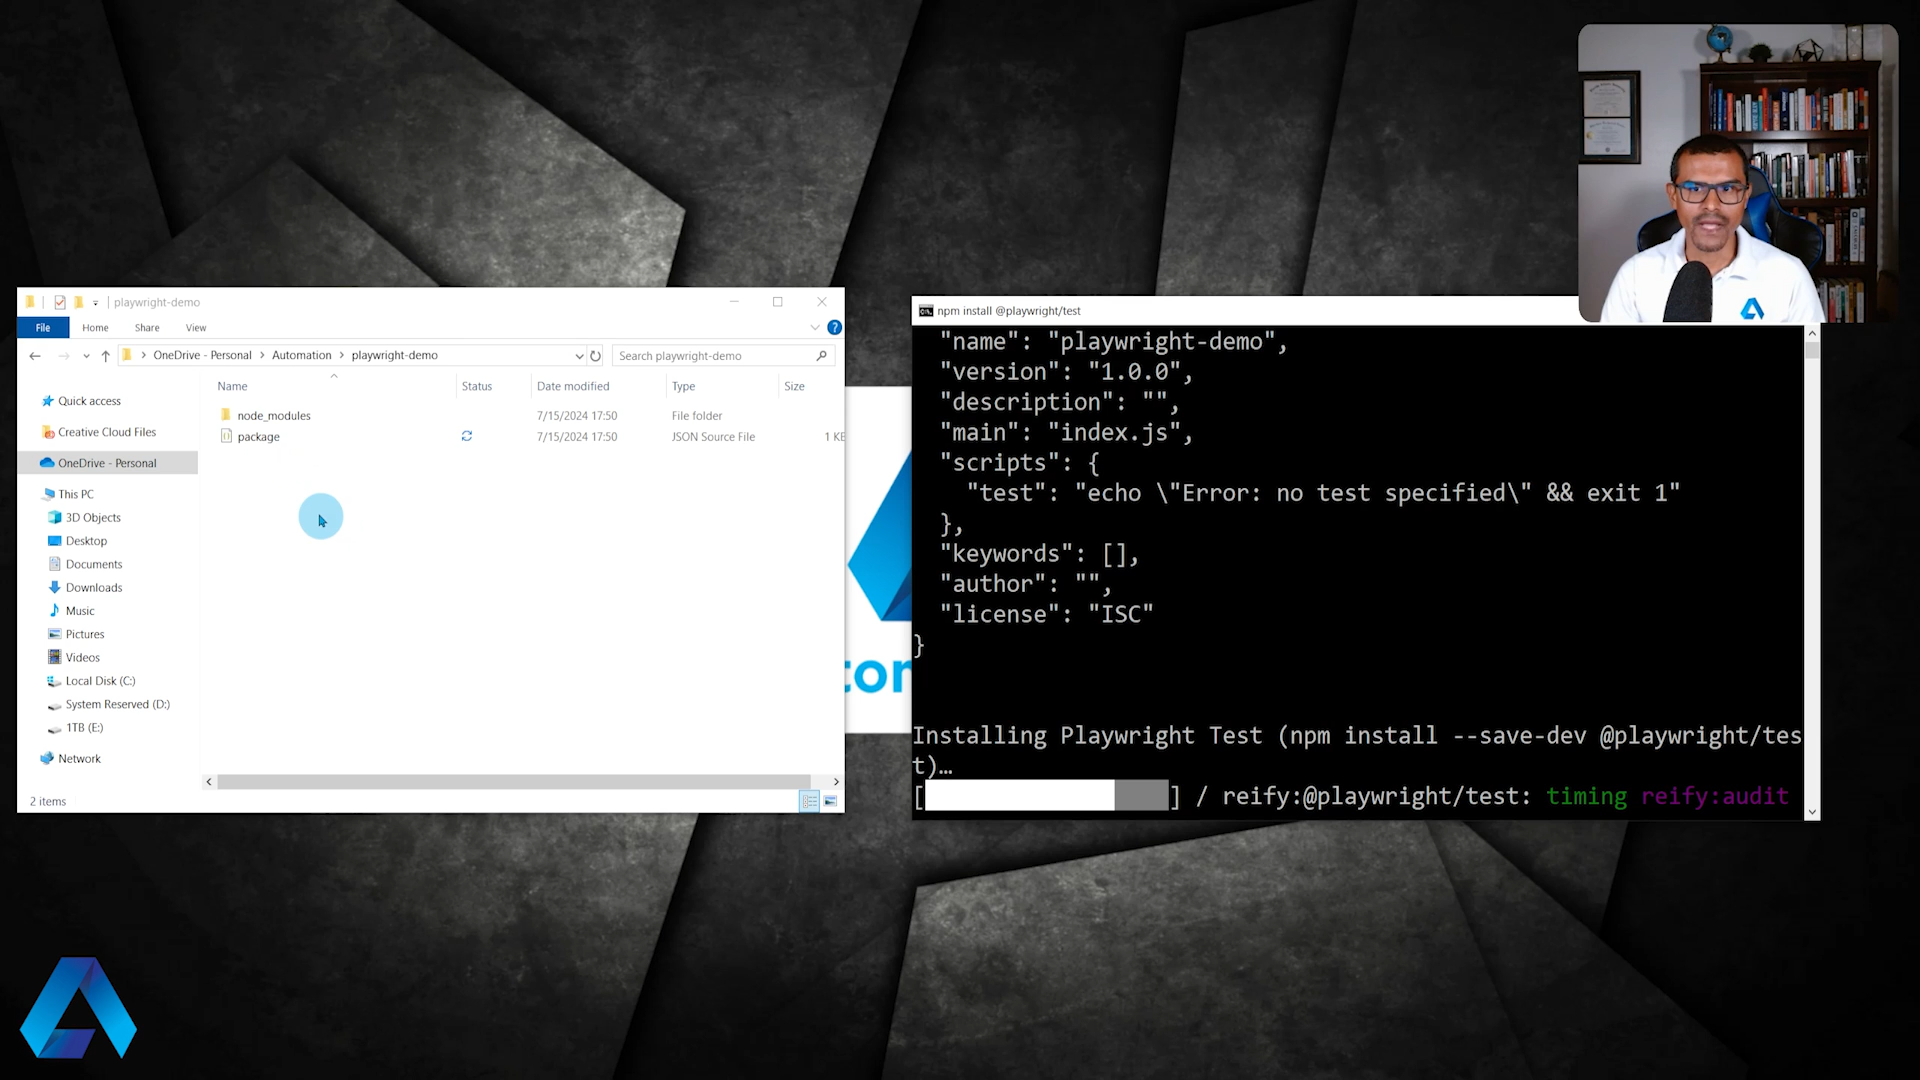 playwright-demo
File
Home
Share
View
OneDrive - Personal
Automation
playwright-demo
Search playwright-demo
Name
Status
Date modified
Type
Size
Quick access
Creative Cloud Files
OneDrive - Personal
This PC
3D Objects
Desktop
Documents
Downloads
Music
Pictures
Videos
Local Disk (C:)
System Reserved (D:)
1TB (E:)
Network
node_modules
7/15/2024 17:50
File folder
package
7/15/2024 17:50
JSON Source File
1 KE
2 items
npm install @playwright/test
"name": "playwright-demo",
"version": "1.0.0",
"description": "",
"main": "index.js",
"scripts": {
"test": "echo \"Error: no test specified\" && exit 1"
},
"keywords": [],
"author": "",
"license": "ISC"
}
Installing Playwright Test (npm install --save-dev @playwright/tes
t)…
[ ] / reify:@playwright/test: timing reify:audit